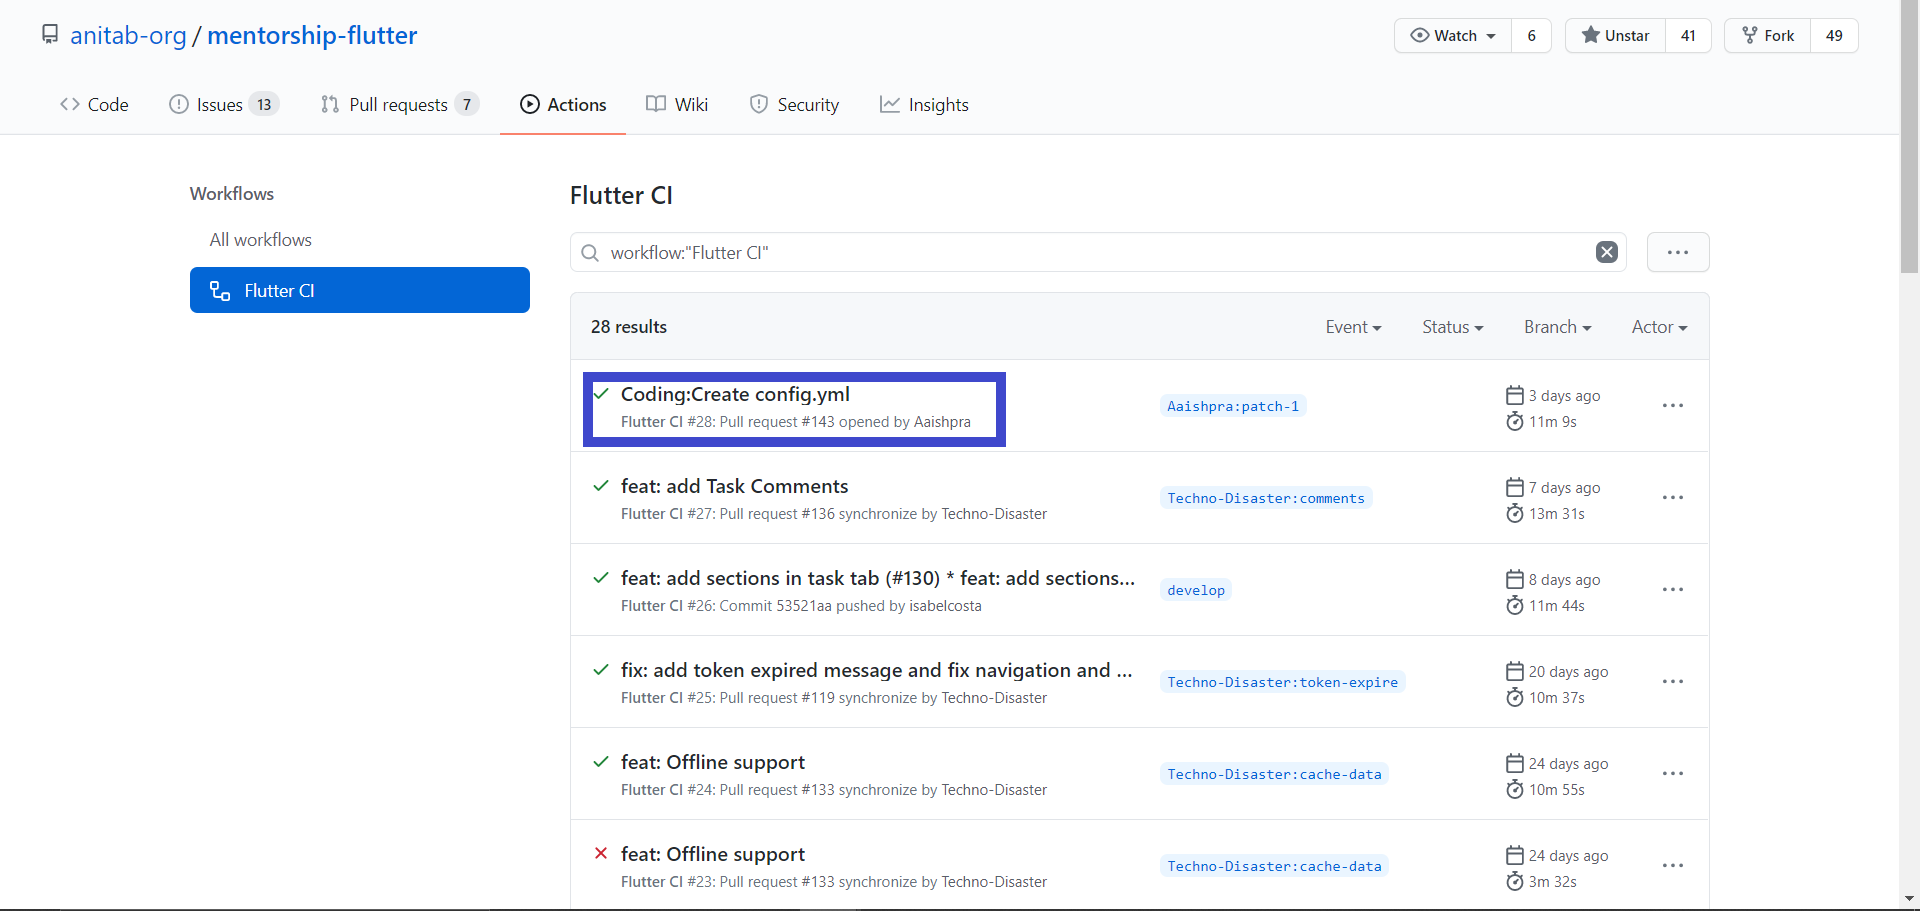 anitab-org / mentorship-flutter
Watch 6 Unstar 41 Fork 49
Code Issues 13 Pull requests 7 Actions Wiki Security Insights
Workflows
All workflows
Flutter CI
Flutter CI
workflow:"Flutter CI"
28 results Event Status Branch Actor
Coding:Create config.yml
Flutter CI #28: Pull request #143 opened by Aaishpra
Aaishpra:patch-1
3 days ago
11m 9s
feat: add Task Comments
Flutter CI #27: Pull request #136 synchronize by Techno-Disaster
Techno-Disaster:comments
7 days ago
13m 31s
feat: add sections in task tab (#130) * feat: add sections...
Flutter CI #26: Commit 53521aa pushed by isabelcosta
develop
8 days ago
11m 44s
fix: add token expired message and fix navigation and ...
Flutter CI #25: Pull request #119 synchronize by Techno-Disaster
Techno-Disaster:token-expire
20 days ago
10m 37s
feat: Offline support
Flutter CI #24: Pull request #133 synchronize by Techno-Disaster
Techno-Disaster:cache-data
24 days ago
10m 55s
feat: Offline support
Flutter CI #23: Pull request #133 synchronize by Techno-Disaster
Techno-Disaster:cache-data
24 days ago
3m 32s